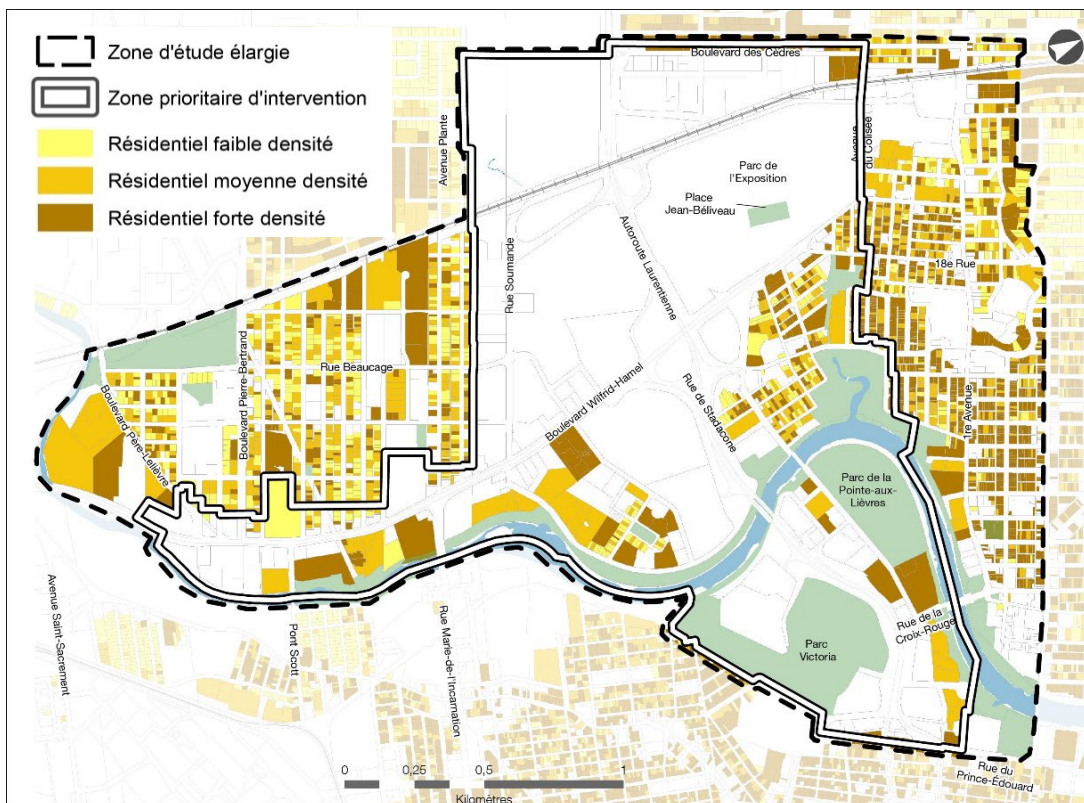 Zone d'étude élargie
Zone prioritaire d'intervention
Résidentiel faible densité
Résidentiel moyenne densité
Résidentiel forte densité
Boulevard des Cèdres
Avenue Plante
Avenue
du Colisée
Parc de
l'Exposition
Place
Jean-Béliveau
Rue Soumande
Autoroute Laurentienne
18e Rue
Boulevard Pierre-Bertrand
Rue Beaucage
Boulevard Père-Lelièvre
Boulevard Wilfrid-Hamel
Rue de Stadacone
1re Avenue
Parc de la
Pointe-aux-
Lièvres
Rue de la
Croix-Rouge
Parc
Victoria
Avenue Saint-Sacrement
Pont Scott
Rue Marie-de-l'Incarnation
Rue du
Prince-Édouard
0 0,25 0,5 1
Kilomètres